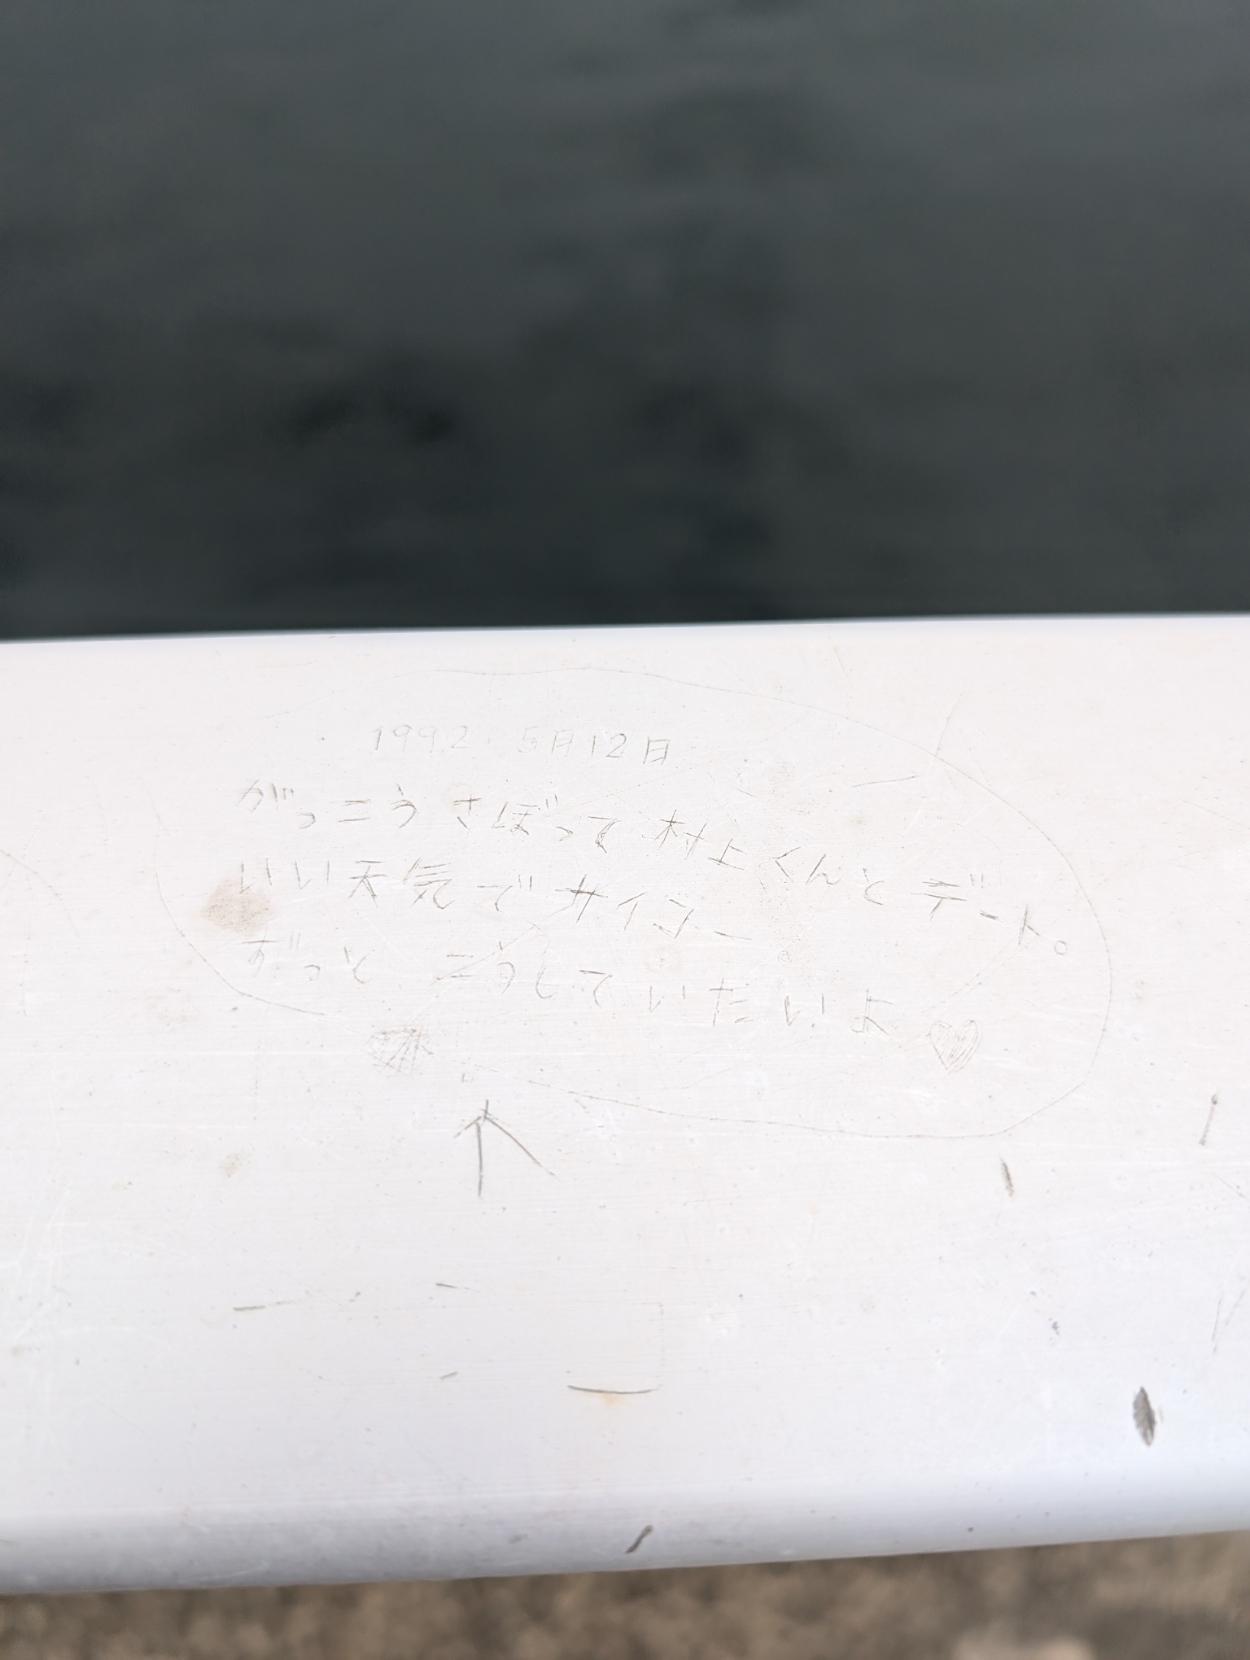 1992 5月12日
がっこうさぼって村上くんとデート。
いい天気でサイコー。
ずっとこうしていたいよ♡